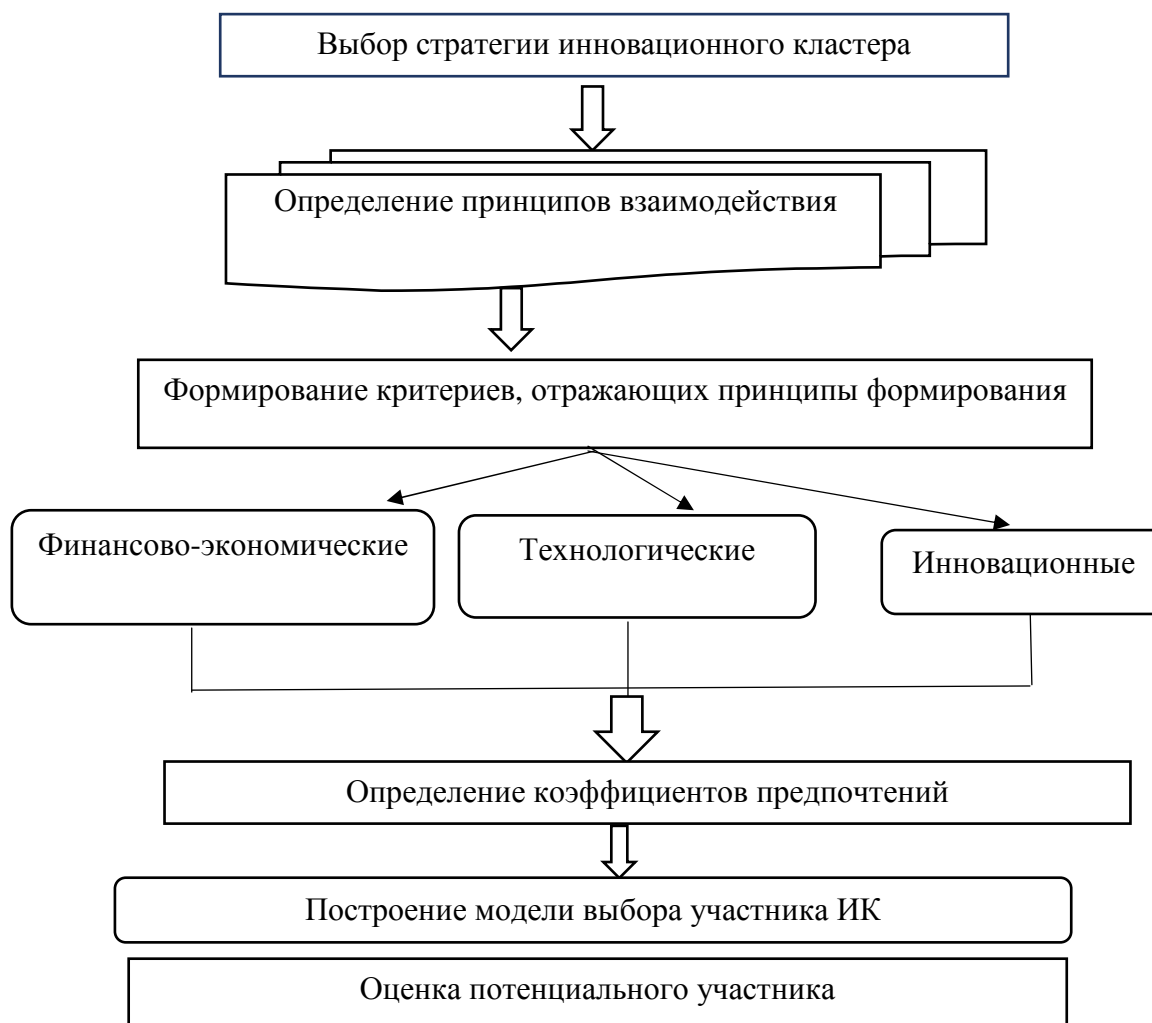 Выбор стратегии инновационного кластера
Определение принципов взаимодействия
Формирование критериев, отражающих принципы формирования
Финансово-экономические
Технологические
Инновационные
Определение коэффициентов предпочтений
Построение модели выбора участника ИК
Оценка потенциального участника